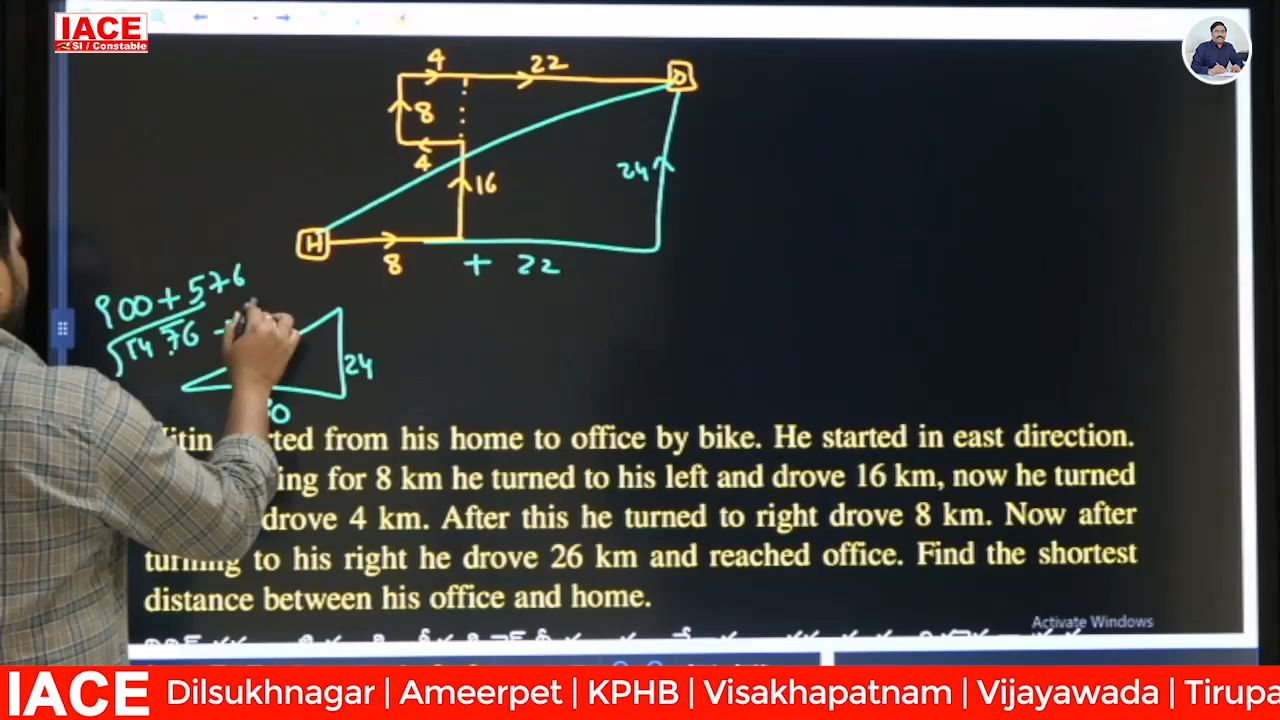 IACE
SI / Constable
4 22
8
4
16
24
H
O
8 + 22
900 + 576
√1476
24
30
rted from his home to office by bike. He started in east direction.
ing for 8 km he turned to his left and drove 16 km, now he turned
drove 4 km. After this he turned to right drove 8 km. Now after
turning to his right he drove 26 km and reached office. Find the shortest
distance between his office and home.
Activate Windows
IACE Dilsukhnagar | Ameerpet | KPHB | Visakhapatnam | Vijayawada | Tirupa